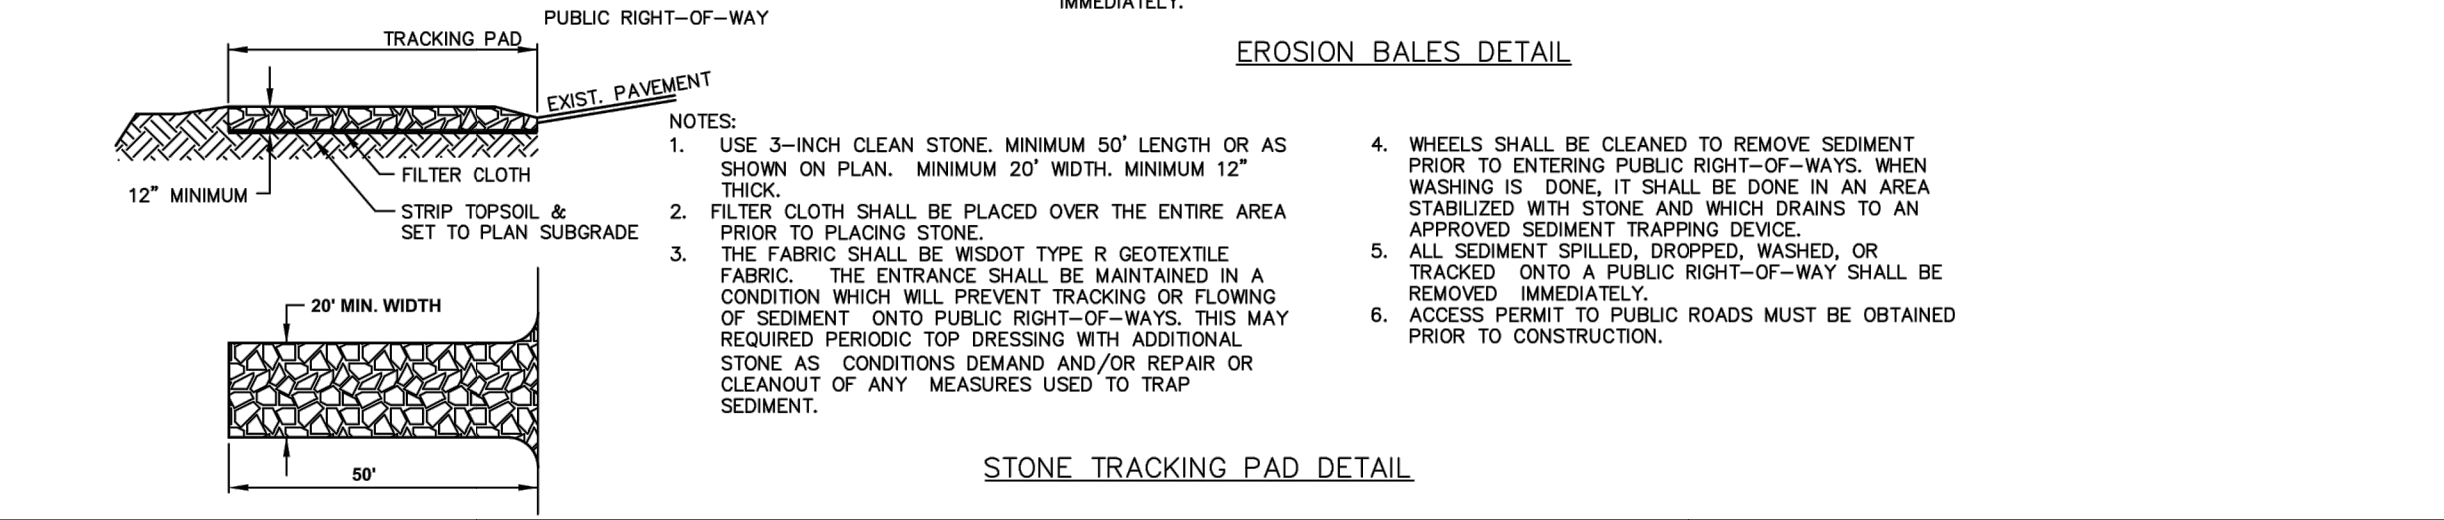 IMMEDIATELY.
EROSION BALES DETAIL
PUBLIC RIGHT-OF-WAY
TRACKING PAD
EXIST. PAVEMENT
FILTER CLOTH
12" MINIMUM
STRIP TOPSOIL &
SET TO PLAN SUBGRADE
20' MIN. WIDTH
50'
NOTES:
1. USE 3-INCH CLEAN STONE. MINIMUM 50' LENGTH OR AS
SHOWN ON PLAN. MINIMUM 20' WIDTH. MINIMUM 12"
THICK.
2. FILTER CLOTH SHALL BE PLACED OVER THE ENTIRE AREA
PRIOR TO PLACING STONE.
3. THE FABRIC SHALL BE WISDOT TYPE R GEOTEXTILE
FABRIC. THE ENTRANCE SHALL BE MAINTAINED IN A
CONDITION WHICH WILL PREVENT TRACKING OR FLOWING
OF SEDIMENT ONTO PUBLIC RIGHT-OF-WAYS. THIS MAY
REQUIRED PERIODIC TOP DRESSING WITH ADDITIONAL
STONE AS CONDITIONS DEMAND AND/OR REPAIR OR
CLEANOUT OF ANY MEASURES USED TO TRAP
SEDIMENT.
4. WHEELS SHALL BE CLEANED TO REMOVE SEDIMENT
PRIOR TO ENTERING PUBLIC RIGHT-OF-WAYS. WHEN
WASHING IS DONE, IT SHALL BE DONE IN AN AREA
STABILIZED WITH STONE AND WHICH DRAINS TO AN
APPROVED SEDIMENT TRAPPING DEVICE.
5. ALL SEDIMENT SPILLED, DROPPED, WASHED, OR
TRACKED ONTO A PUBLIC RIGHT-OF-WAY SHALL BE
REMOVED IMMEDIATELY.
6. ACCESS PERMIT TO PUBLIC ROADS MUST BE OBTAINED
PRIOR TO CONSTRUCTION.
STONE TRACKING PAD DETAIL